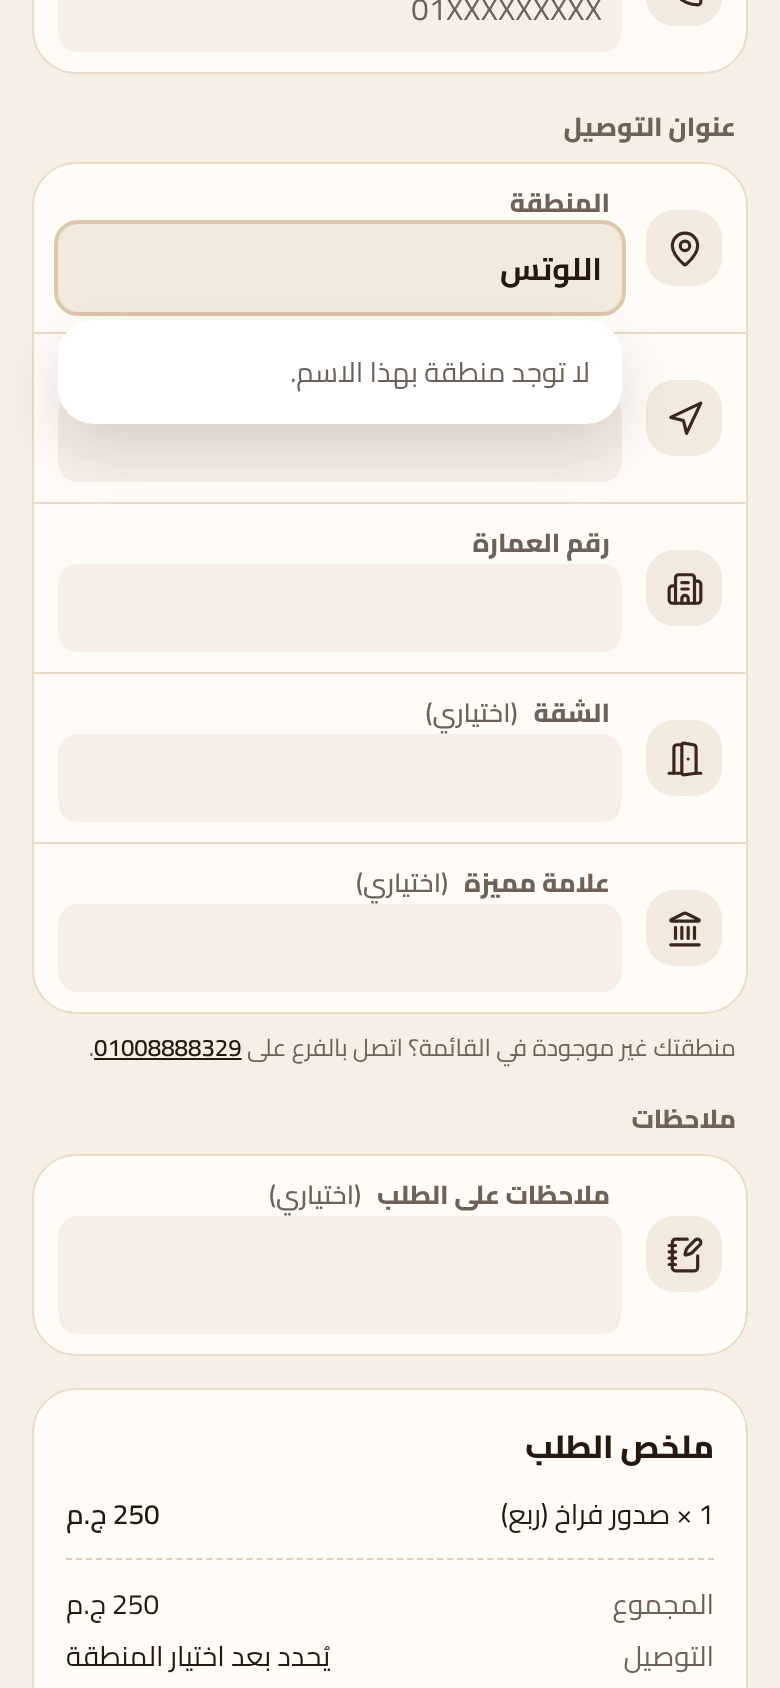 01XXXXXXXXX
عنوان التوصيل
المنطقة
اللوتس
لا توجد منطقة بهذا الاسم.
رقم العمارة
الشقة (اختياري)
علامة مميزة (اختياري)
منطقتك غير موجودة في القائمة؟ اتصل بالفرع على 01008888329.
ملاحظات
ملاحظات على الطلب (اختياري)
ملخص الطلب
1 × صدور فراخ (ربع) 250 ج.م
المجموع 250 ج.م
التوصيل يُحدد بعد اختيار المنطقة